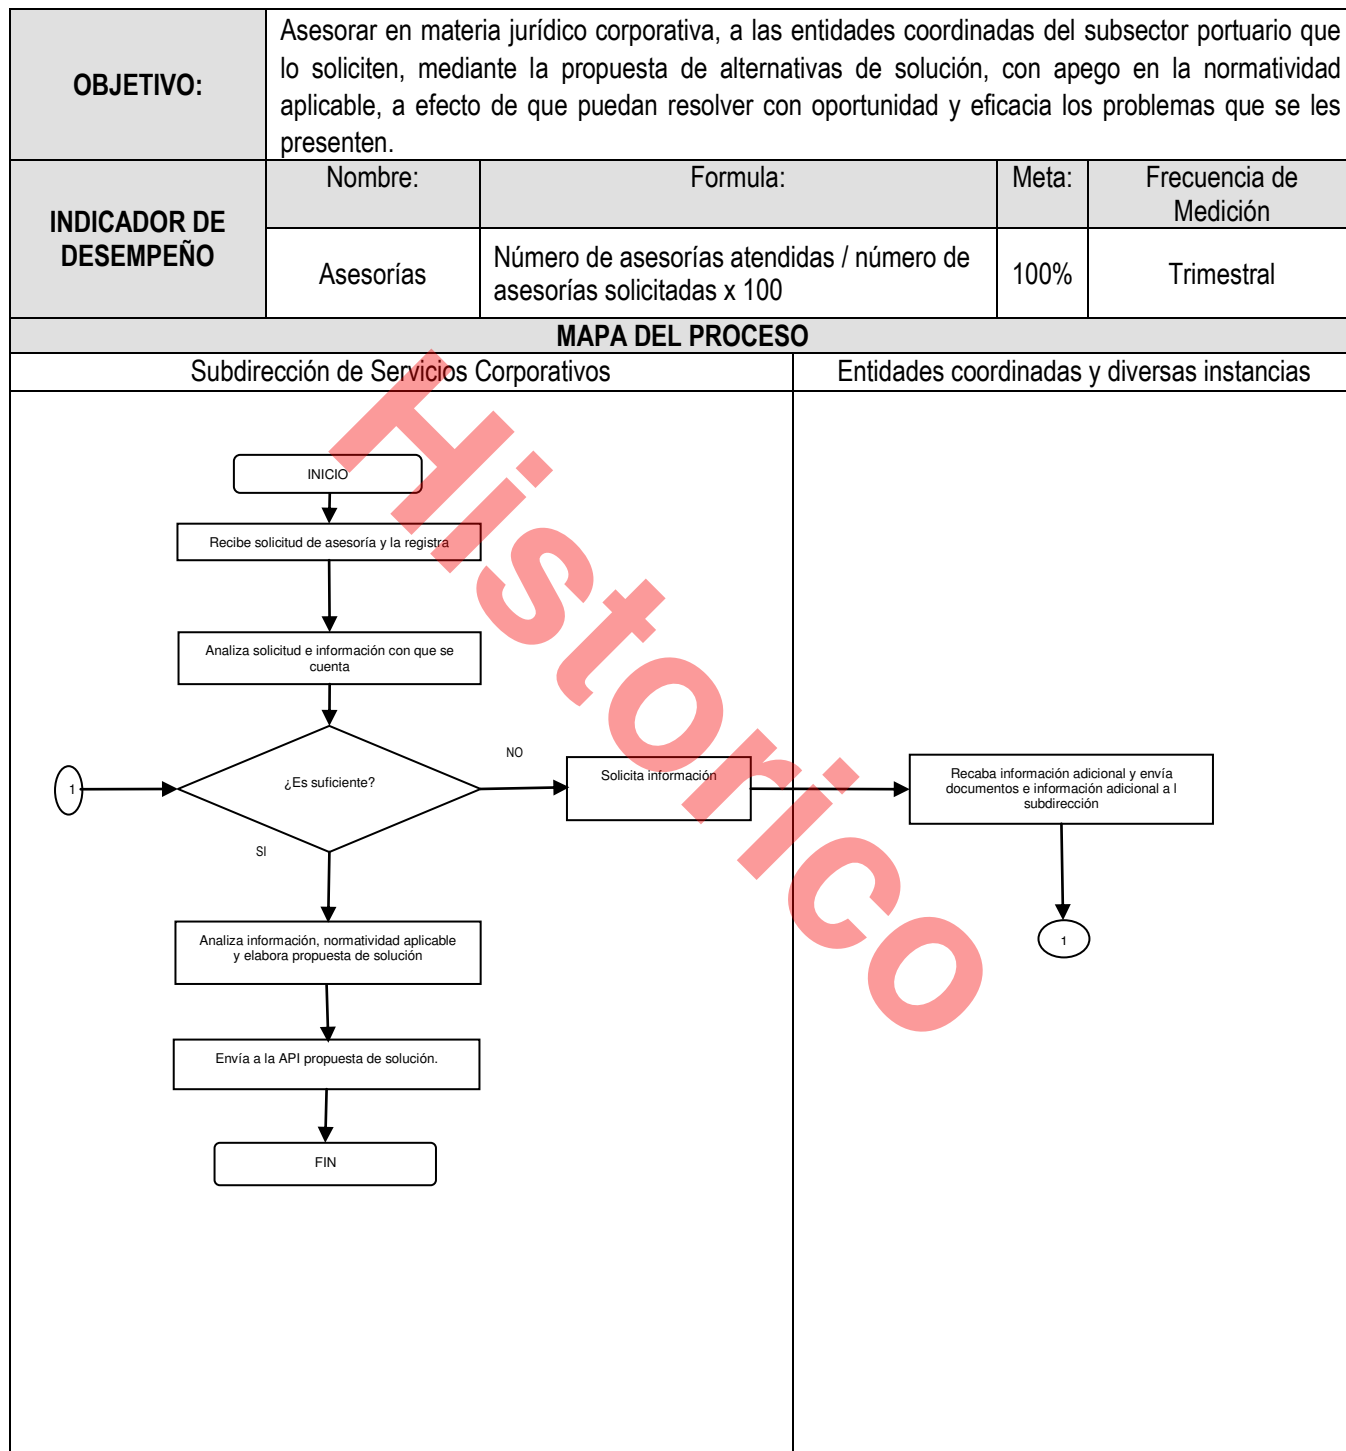 OBJETIVO:
Asesorar en materia jurídico corporativa, a las entidades coordinadas del subsector portuario que
lo soliciten, mediante la propuesta de alternativas de solución, con apego en la normatividad
aplicable, a efecto de que puedan resolver con oportunidad y eficacia los problemas que se les
presenten.
INDICADOR DE
DESEMPEÑO
Nombre:
Formula:
Meta:
Frecuencia de
Medición
Asesorías
Número de asesorías atendidas / número de
asesorías solicitadas x 100
100%
Trimestral
MAPA DEL PROCESO
Subdirección de Servicios Corporativos
Entidades coordinadas y diversas instancias
INICIO
Recibe solicitud de asesoría y la registra
Analiza solicitud e información con que se
cuenta
1
¿Es suficiente?
NO
Solicita información
Recaba información adicional y envía
documentos e información adicional a l
subdirección
SI
1
Analiza información, normatividad aplicable
y elabora propuesta de solución
Envía a la API propuesta de solución.
FIN
Historico